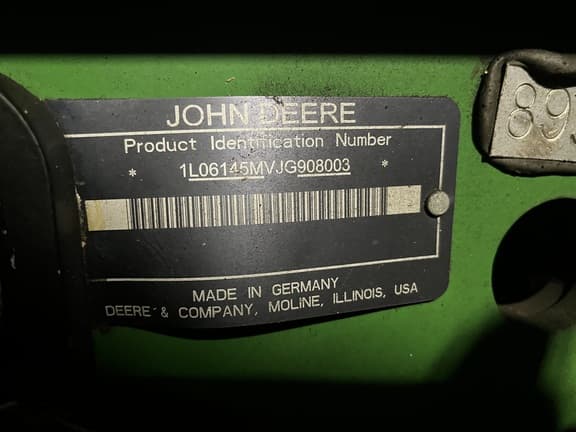 JOHN DEERE
Product Identification Number
* 1L06145MVJG908003 *
MADE IN GERMANY
DEERE & COMPANY, MOLINE, ILLINOIS, USA